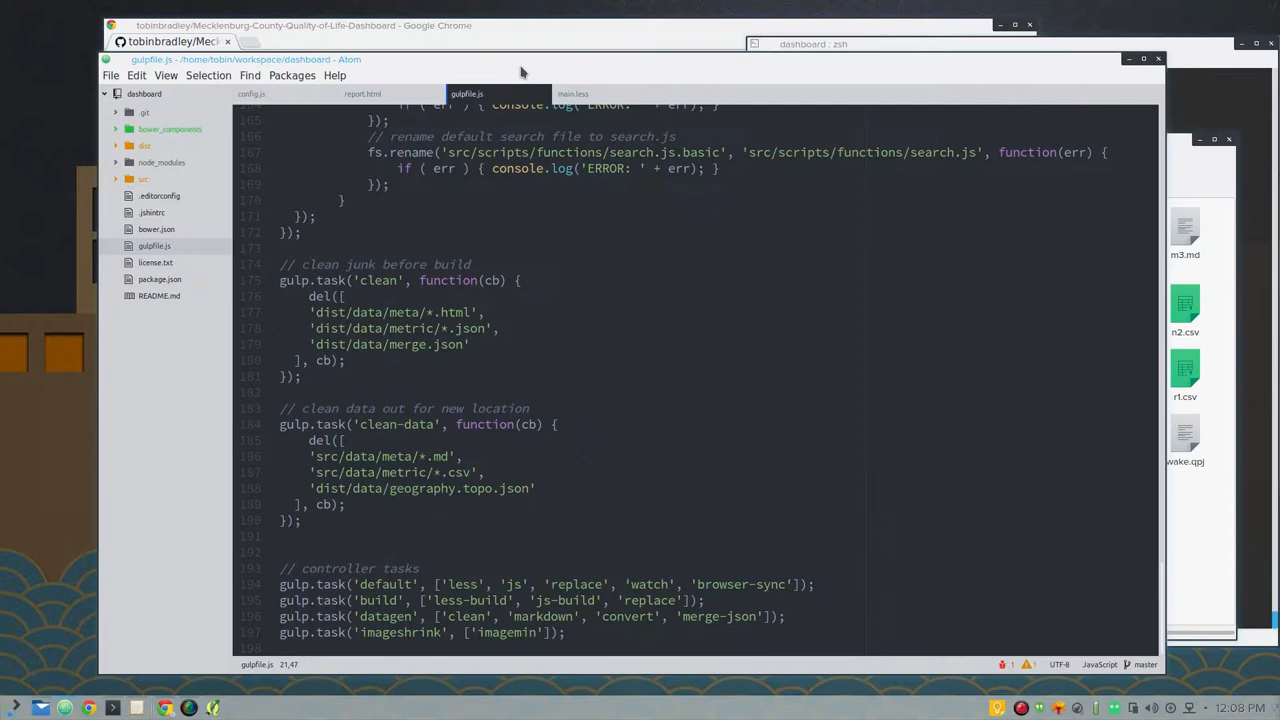 tobinbradley/Mecklenburg-County-Quality-of-Life-Dashboard - Google Chrome
tobinbradley/Meck
dashboard : zsh
gulpfile.js - /home/tobin/workspace/dashboard - Atom
File Edit View Selection Find Packages Help
config.js report.html gulpfile.js main.less
dashboard
.git
bower_components
dist
node_modules
src
.editorconfig
.jshintrc
bower.json
gulpfile.js
license.txt
package.json
README.md
164 if ( err ) { console.log('ERROR: ' + err); }
165 });
166 // rename default search file to search.js
167 fs.rename('src/scripts/functions/search.js.basic', 'src/scripts/functions/search.js', function(err) {
168 if ( err ) { console.log('ERROR: ' + err); }
169 });
170 }
171 });
172 });
173
174 // clean junk before build
175 gulp.task('clean', function(cb) {
176 del([
177 'dist/data/meta/*.html',
178 'dist/data/metric/*.json',
179 'dist/data/merge.json'
180 ], cb);
181 });
182
183 // clean data out for new location
184 gulp.task('clean-data', function(cb) {
185 del([
186 'src/data/meta/*.md',
187 'src/data/metric/*.csv',
188 'dist/data/geography.topo.json'
189 ], cb);
190 });
191
192
193 // controller tasks
194 gulp.task('default', ['less', 'js', 'replace', 'watch', 'browser-sync']);
195 gulp.task('build', ['less-build', 'js-build', 'replace']);
196 gulp.task('datagen', ['clean', 'markdown', 'convert', 'merge-json']);
197 gulp.task('imageshrink', ['imagemin']);
198
m3.md
n2.csv
r1.csv
wake.qpj
gulpfile.js 21,47
1 1 UTF-8 JavaScript master
12:08 PM